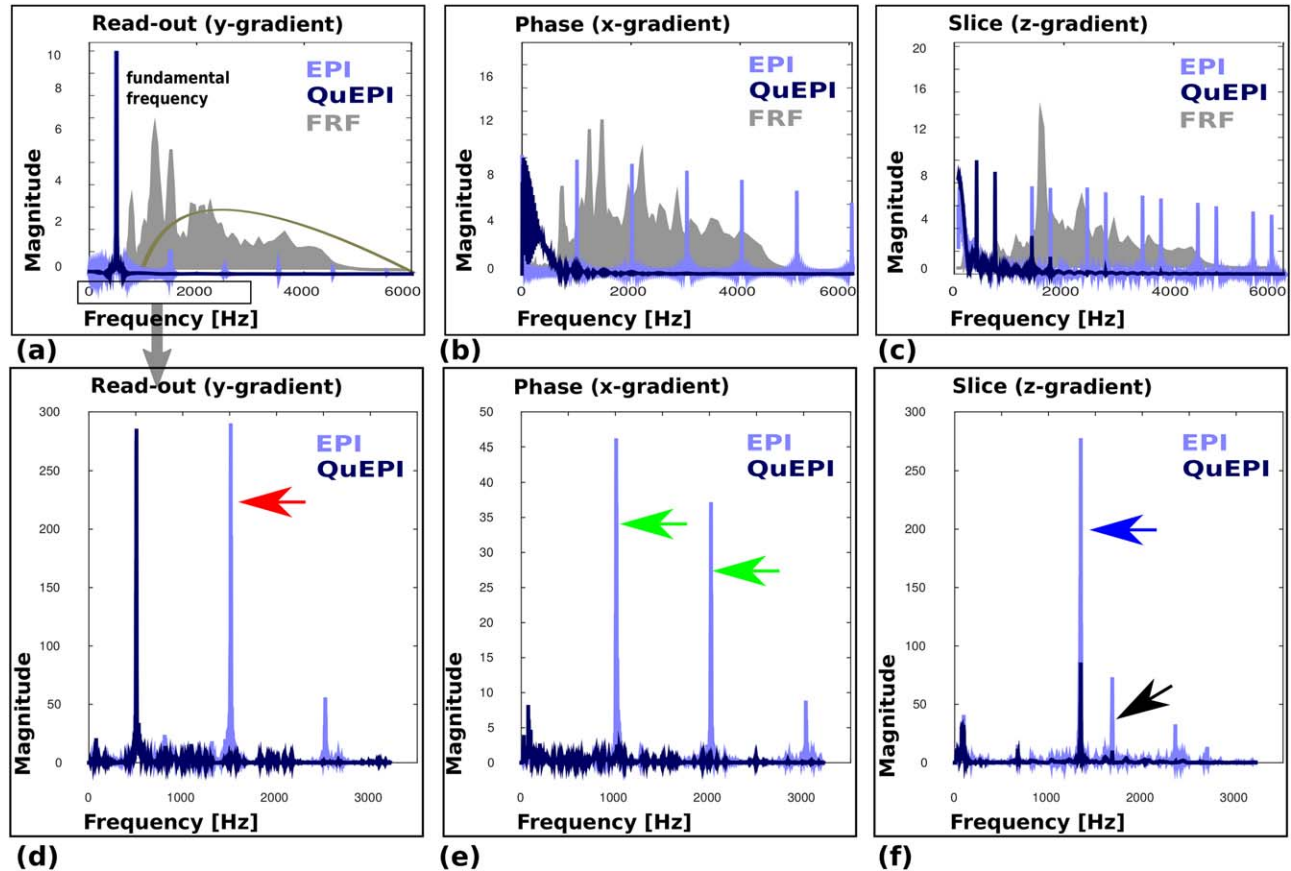 Read-out (y-gradient)
10
8
6
4
2
0
Magnitude
fundamental
frequency
EPI
QuEPI
FRF
0 2000 4000 6000
Frequency [Hz]
(a)
Phase (x-gradient)
16
12
8
4
0
Magnitude
EPI
QuEPI
FRF
0 2000 4000 6000
Frequency [Hz]
(b)
Slice (z-gradient)
20
16
12
8
4
0
Magnitude
EPI
QuEPI
FRF
0 2000 4000 6000
Frequency [Hz]
(c)
Read-out (y-gradient)
300
250
200
150
100
50
0
Magnitude
EPI
QuEPI
0 1000 2000 3000
Frequency [Hz]
(d)
Phase (x-gradient)
50
45
40
35
30
25
20
15
10
5
0
Magnitude
EPI
QuEPI
0 1000 2000 3000
Frequency [Hz]
(e)
Slice (z-gradient)
300
250
200
150
100
50
0
Magnitude
EPI
QuEPI
0 1000 2000 3000
Frequency [Hz]
(f)